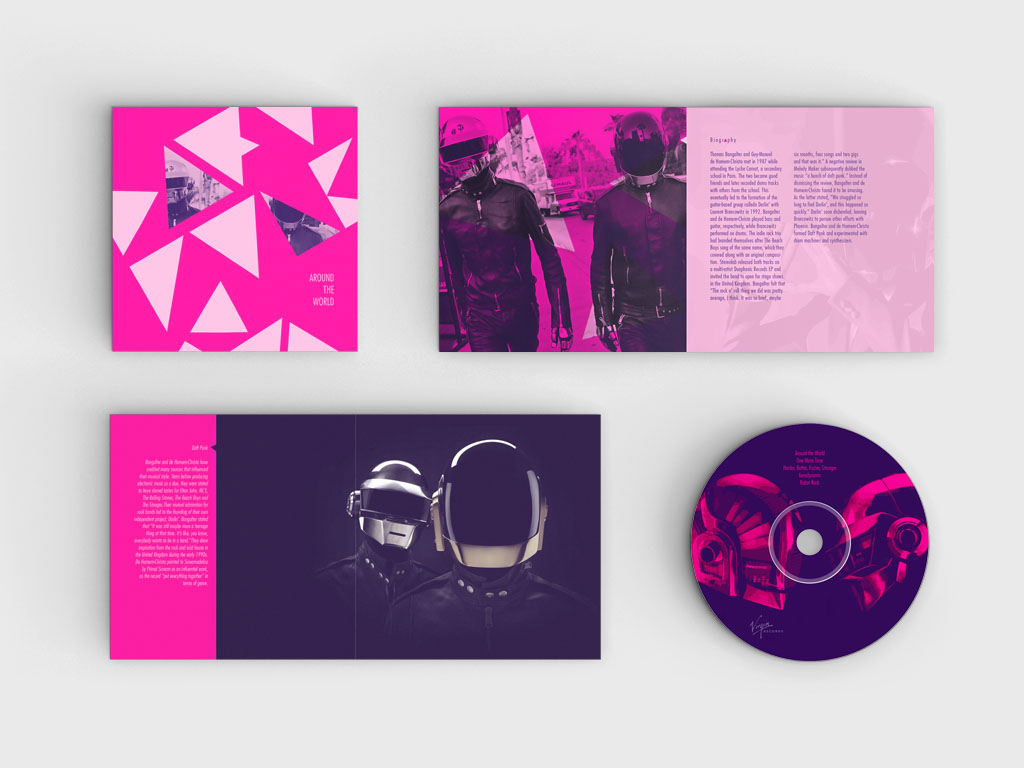 AROUND
THE
WORLD
Biography
Thomas Bangalter and Guy-Manuel
de Homem-Christo met in 1987 while
attending the Lycée Carnot, a secondary
school in Paris. The two became good
friends and later recorded demo tracks
with others from the school. This
eventually led to the formation of the
guitar-based group called Darlin' with
Laurent Brancowitz in 1992. Bangalter
and de Homem-Christo played bass and
guitar, respectively, while Brancowitz
performed on drums. The indie rock trio
had branded themselves after The Beach
Boys song of the same name, which they
covered along with an original composi-
tion. Stereolab released both tracks on
a multi-artist Duophonic Records EP and
invited the band to open for stage shows
in the United Kingdom. Bangalter felt that
"The rock n' roll thing we did was pretty
average, I think. It was so brief, maybe
six months, four songs and two gigs
and that was it." A negative review in
Melody Maker subsequently dubbed the
music "a bunch of daft punk." Instead of
dismissing the review, Bangalter and de
Homem-Christo found it to be amusing.
As the latter stated, "We struggled so
long to find Darlin', and this happened so
quickly." Darlin' soon disbanded, leaving
Brancowitz to pursue other efforts with
Phoenix. Bangalter and de Homem-Christo
formed Daft Punk and experimented with
drum machines and synthesizers.
Daft Punk
Bangalter and de Homem-Christo have
credited many sources that influenced
their musical style. Years before producing
electronic music as a duo, they were stated
to have shared tastes for Elton John, MC5,
The Rolling Stones, The Beach Boys and
The Stooges. Their mutual admiration for
rock bands led to the founding of their own
independent project, Darlin'. Bangalter stated
that "It was still maybe more a teenage
thing at that time. It's like, you know,
everybody wants to be in a band." They drew
inspiration from the rock and acid house in
the United Kingdom during the early 1990s.
De Homem-Christo pointed to Screamadelica
by Primal Scream as an influential work,
as the record "put everything together" in
terms of genre.
Around the World
One More Time
Harder, Better, Faster, Stronger
Aerodynamic
Robot Rock
Virgin
RECORDS